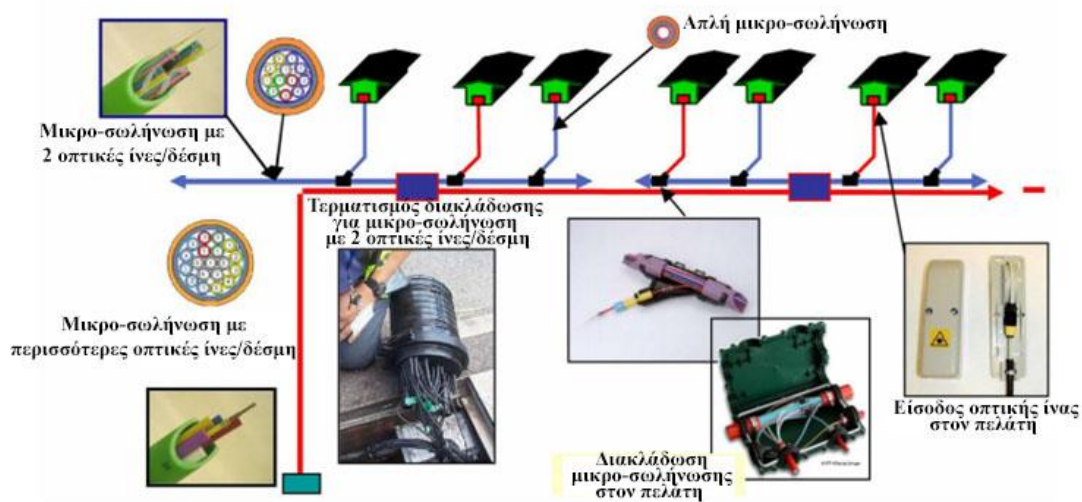 Απλή μικρο-σωλήνωση
Μικρο-σωλήνωση με
2 οπτικές ίνες/δέσμη
Τερματισμος διακλάδωσης
για μικρο-σωλήνωση
με 2 οπτικές ίνες/δέσμη
Μικρο-σωλήνωση με
περισσότερες οπτικές ίνες/δέσμη
Είσοδος οπτικής ίνας
στον πελάτη
Διακλάδωση
μικρο-σωλήνωσης
στον πελάτη